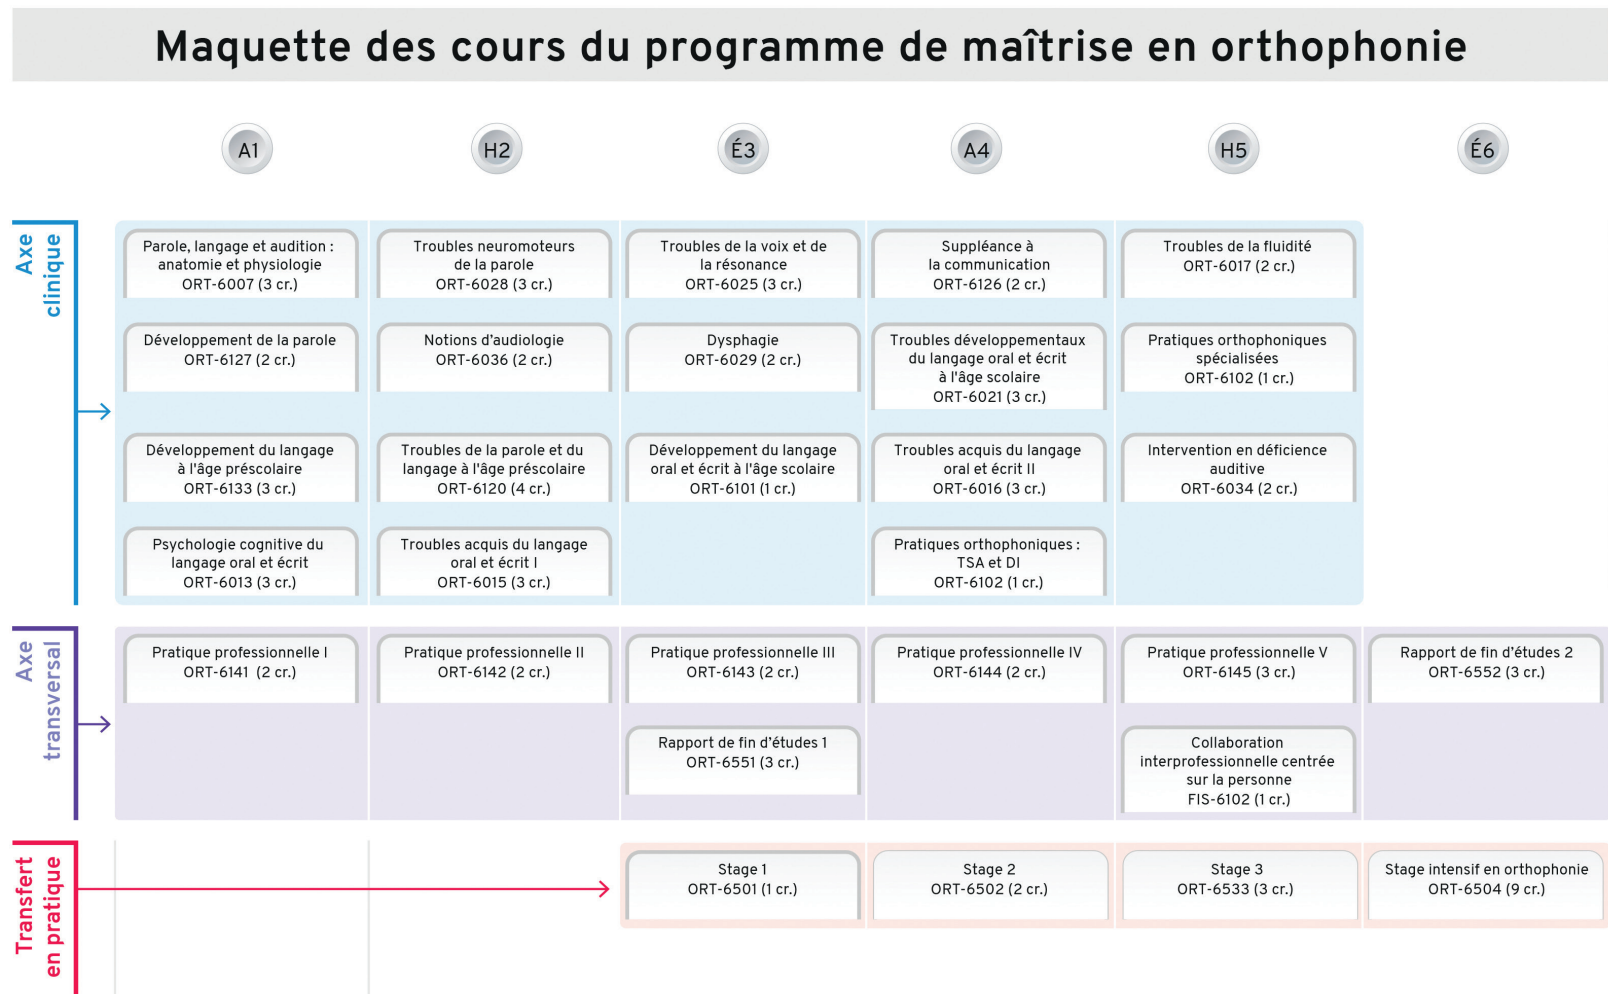 Maquette des cours du programme de maîtrise en orthophonie
A1
H2
É3
A4
H5
É6
Axe
clinique
Parole, langage et audition :
anatomie et physiologie
ORT-6007 (3 cr.)
Troubles neuromoteurs
de la parole
ORT-6028 (3 cr.)
Troubles de la voix et de
la résonance
ORT-6025 (3 cr.)
Suppléance à
la communication
ORT-6126 (2 cr.)
Troubles de la fluidité
ORT-6017 (2 cr.)
Développement de la parole
ORT-6127 (2 cr.)
Notions d'audiologie
ORT-6036 (2 cr.)
Dysphagie
ORT-6029 (2 cr.)
Troubles développementaux
du langage oral et écrit
à l'âge scolaire
ORT-6021 (3 cr.)
Pratiques orthophoniques
spécialisées
ORT-6102 (1 cr.)
Développement du langage
à l'âge préscolaire
ORT-6133 (3 cr.)
Troubles de la parole et du
langage à l'âge préscolaire
ORT-6120 (4 cr.)
Développement du langage
oral et écrit à l'âge scolaire
ORT-6101 (1 cr.)
Troubles acquis du langage
oral et écrit II
ORT-6016 (3 cr.)
Intervention en déficience
auditive
ORT-6034 (2 cr.)
Psychologie cognitive du
langage oral et écrit
ORT-6013 (3 cr.)
Troubles acquis du langage
oral et écrit I
ORT-6015 (3 cr.)
Pratiques orthophoniques :
TSA et DI
ORT-6102 (1 cr.)
Axe
transversal
Pratique professionnelle I
ORT-6141 (2 cr.)
Pratique professionnelle II
ORT-6142 (2 cr.)
Pratique professionnelle III
ORT-6143 (2 cr.)
Pratique professionnelle IV
ORT-6144 (2 cr.)
Pratique professionnelle V
ORT-6145 (3 cr.)
Rapport de fin d'études 2
ORT-6552 (3 cr.)
Rapport de fin d'études 1
ORT-6551 (3 cr.)
Collaboration
interprofessionnelle centrée
sur la personne
FIS-6102 (1 cr.)
Transfert
en pratique
Stage 1
ORT-6501 (1 cr.)
Stage 2
ORT-6502 (2 cr.)
Stage 3
ORT-6533 (3 cr.)
Stage intensif en orthophonie
ORT-6504 (9 cr.)